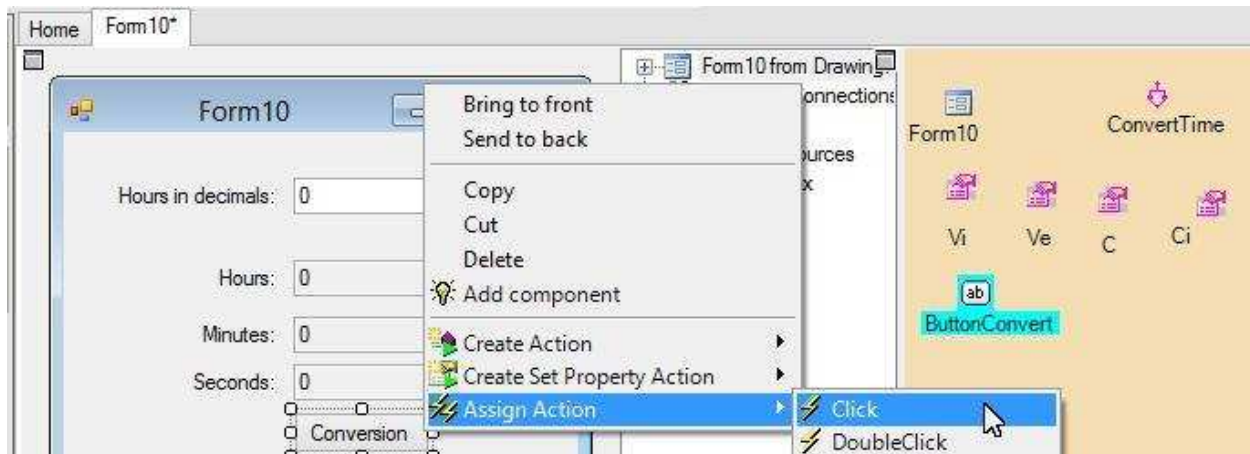 Home Form10*
Form10 from Drawing
Form10
Bring to front
Send to back
Copy
Cut
Delete
Add component
Create Action
Create Set Property Action
Assign Action
Click
DoubleClick
Hours in decimals: 0
Hours: 0
Minutes: 0
Seconds: 0
Conversion
onnections
ources
x
Form10
ConvertTime
Vi Ve C Ci
ab
ButtonConvert